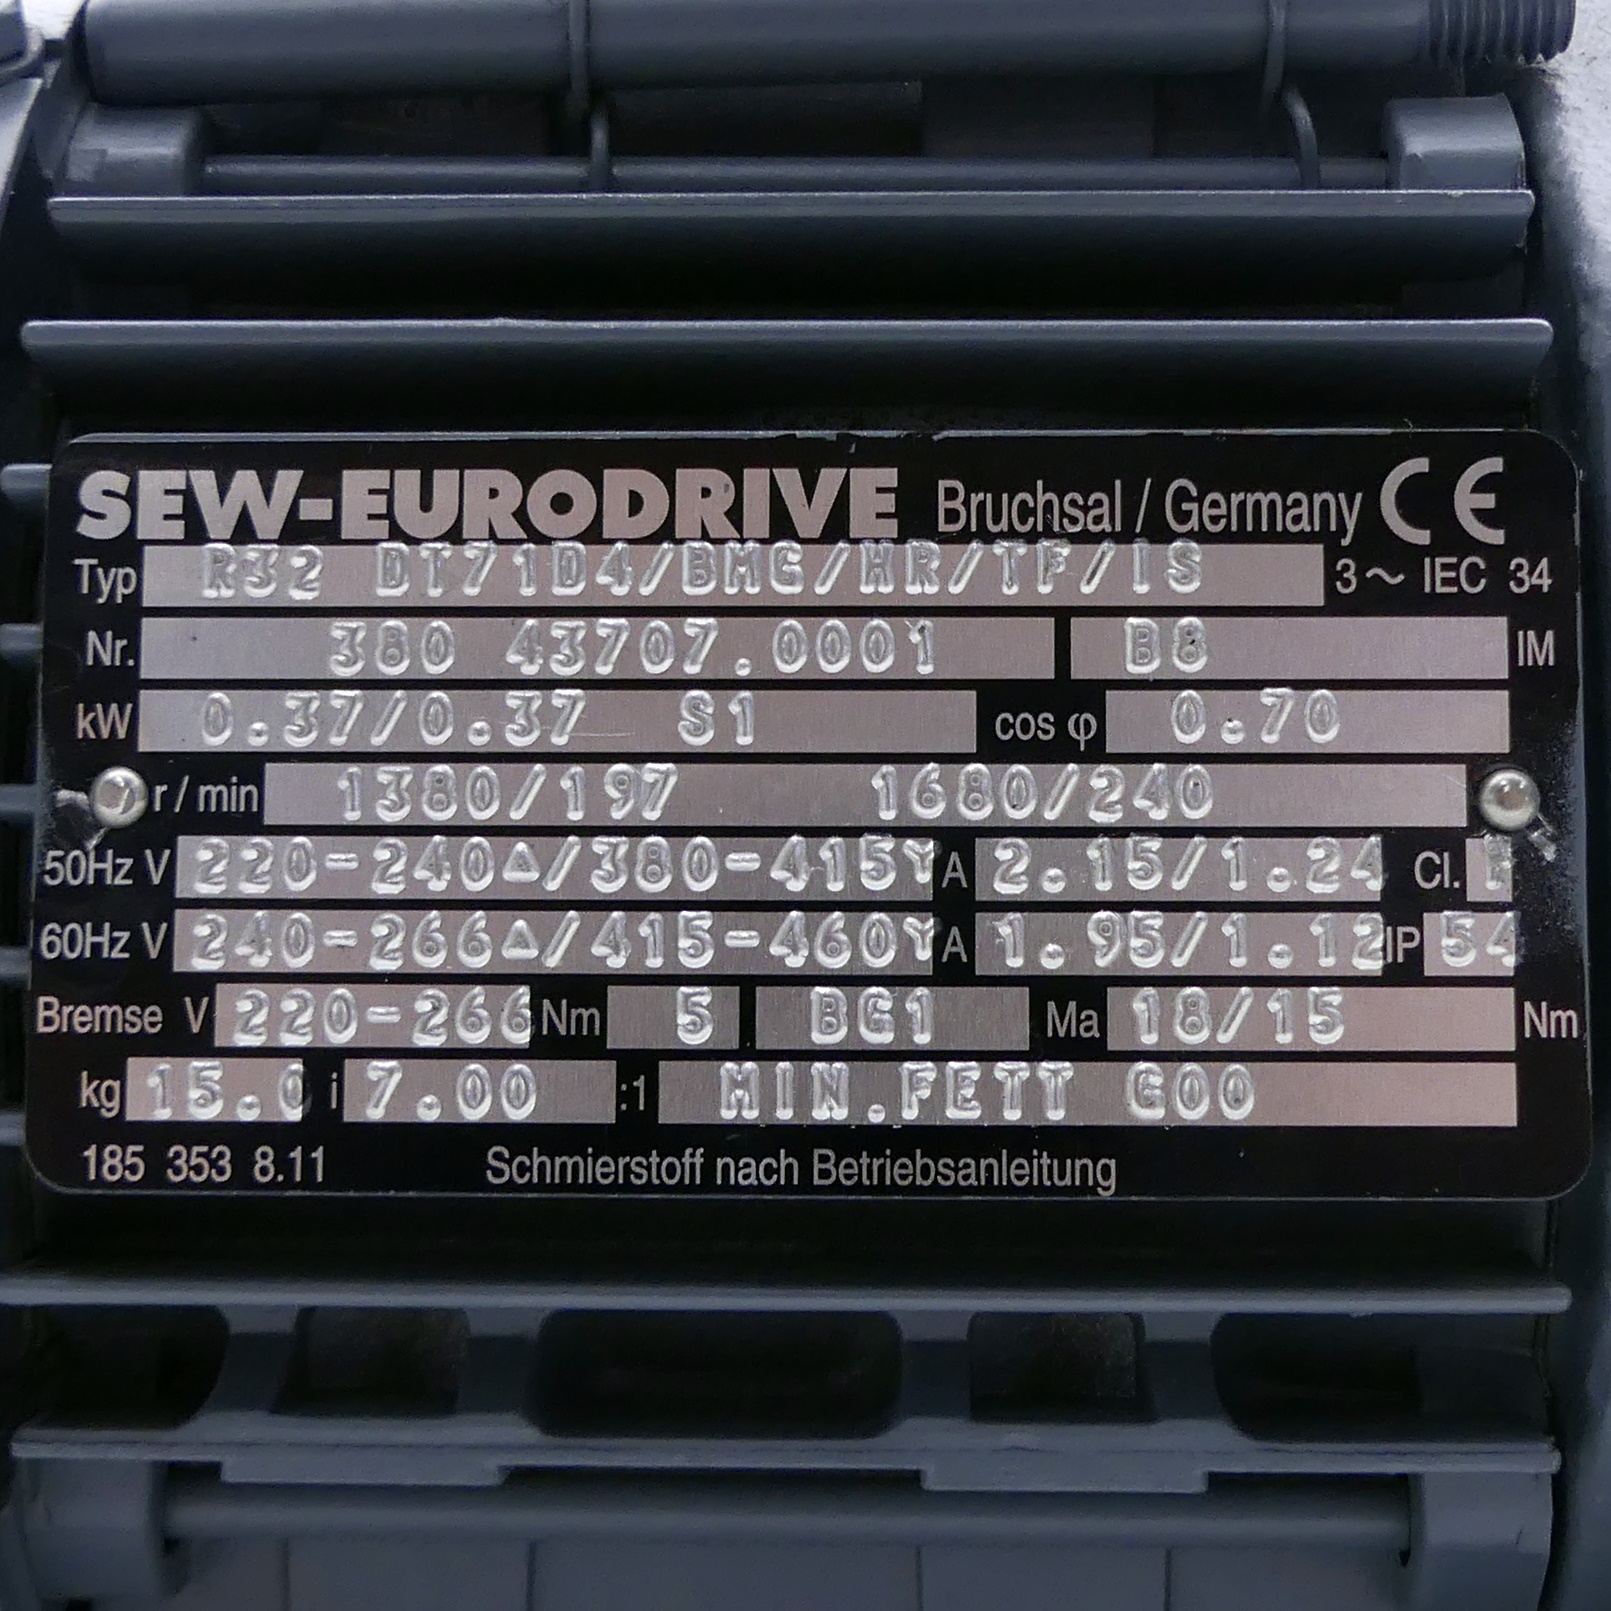 SEW-EURODRIVE Bruchsal / Germany CE
Typ R32 DT71D4/BMG/HR/TF/IS 3~ IEC 34
Nr. 380 43707.0001 B8 IM
kW 0.37/0.37 S1 cos φ 0.70
r / min 1380/197 1680/240
50Hz V 220-240△/380-415Y A 2.15/1.24 Cl.
60Hz V 240-266△/415-460Y A 1.95/1.12 IP 54
Bremse V 220-266 Nm 5 BG1 Ma 18/15 Nm
kg 15.0 i 7.00 :1 MIN.FETT G00
185 353 8.11 Schmierstoff nach Betriebsanleitung